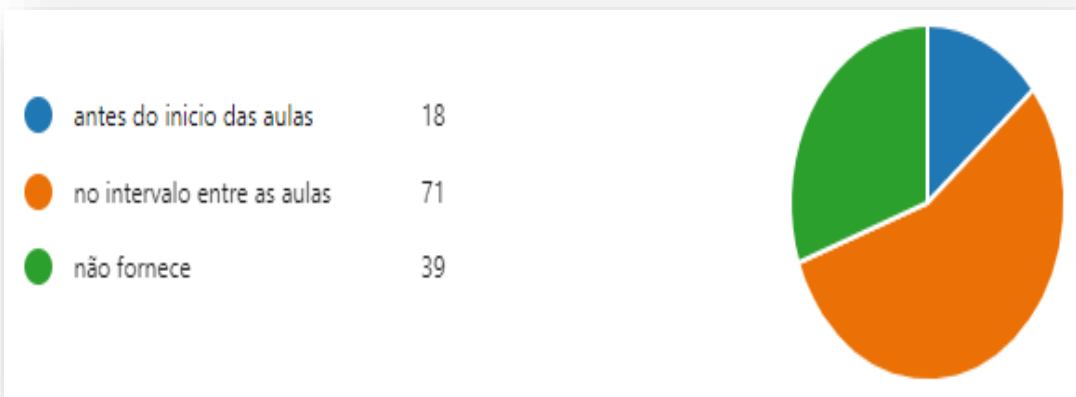 antes do inicio das aulas 18
no intervalo entre as aulas 71
não fornece 39